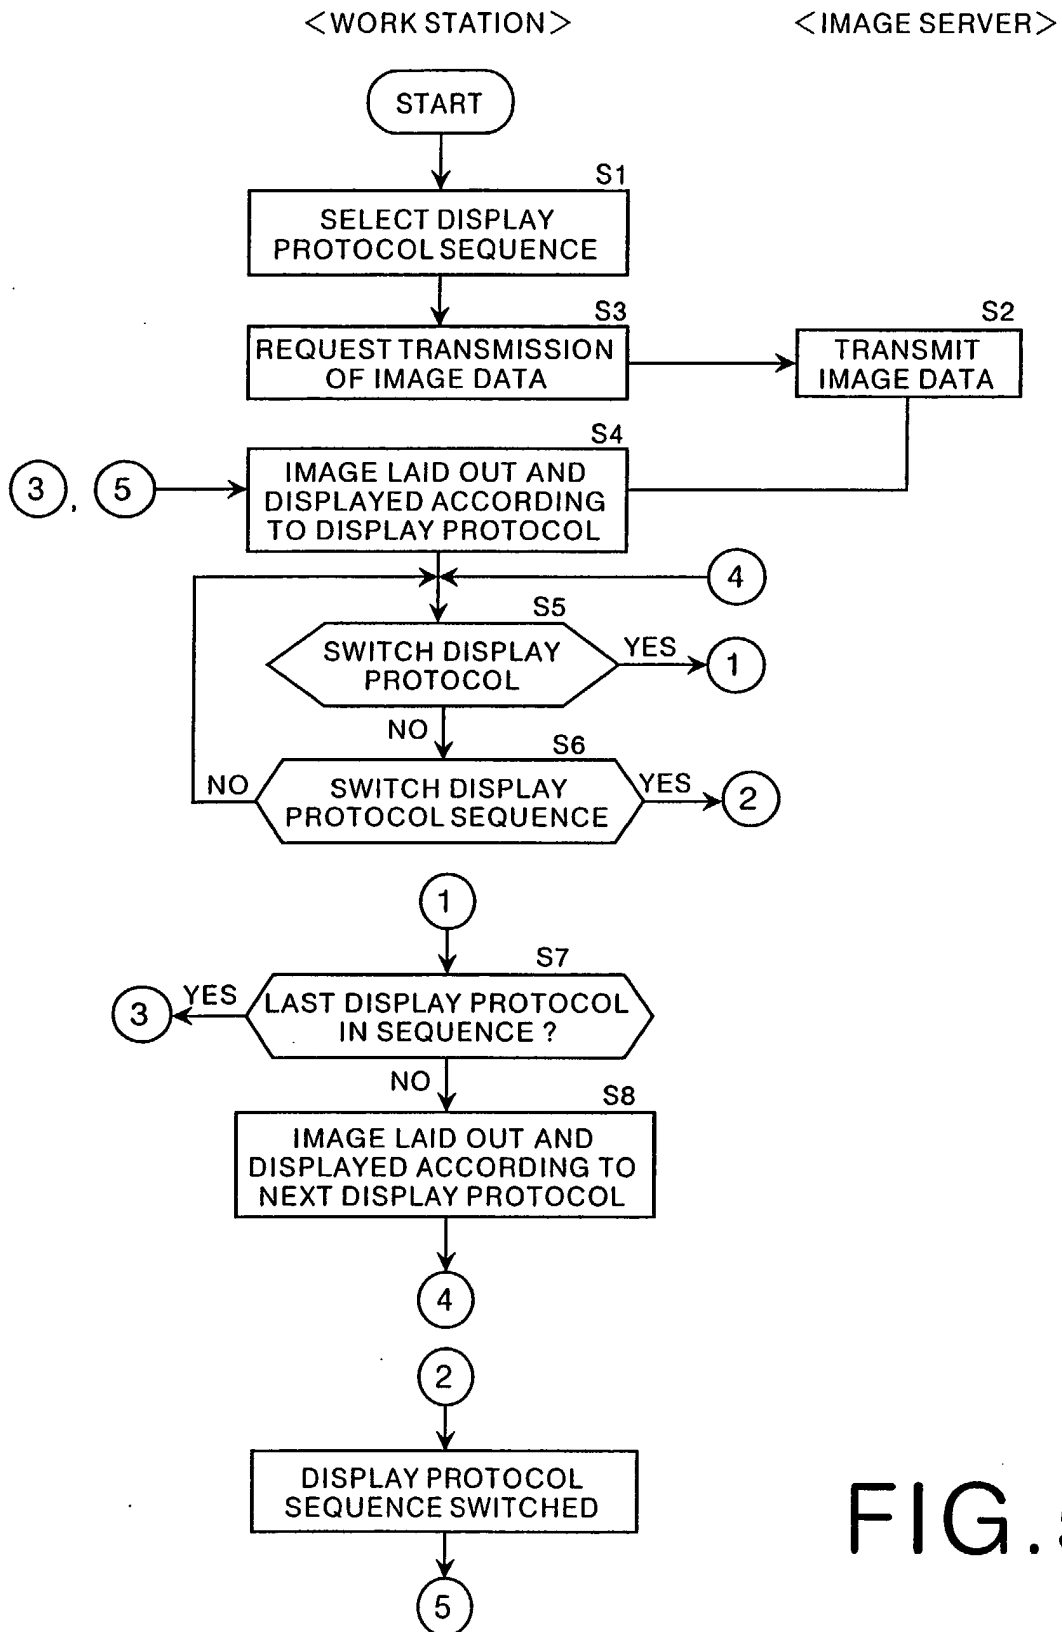 <WORK STATION> <IMAGE SERVER>
START
S1
SELECT DISPLAY
PROTOCOL SEQUENCE
S3
REQUEST TRANSMISSION
OF IMAGE DATA
S2
TRANSMIT
IMAGE DATA
S4
IMAGE LAID OUT AND
DISPLAYED ACCORDING
TO DISPLAY PROTOCOL
3, 5
4
S5
SWITCH DISPLAY
PROTOCOL
YES
1
NO
S6
SWITCH DISPLAY
PROTOCOL SEQUENCE
NO
YES
2
1
S7
LAST DISPLAY PROTOCOL
IN SEQUENCE ?
YES
3
NO
S8
IMAGE LAID OUT AND
DISPLAYED ACCORDING TO
NEXT DISPLAY PROTOCOL
4
2
DISPLAY PROTOCOL
SEQUENCE SWITCHED
5
FIG.